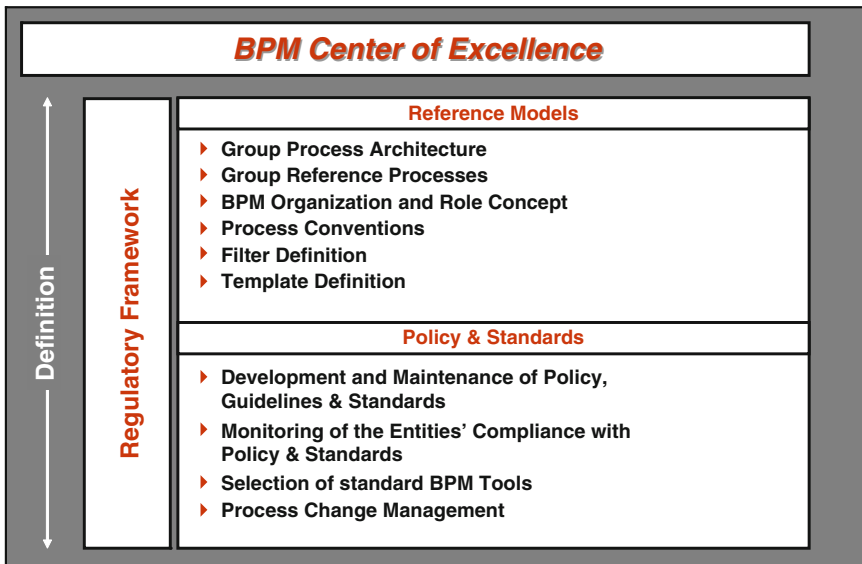 BPM Center of Excellence
Definition
Regulatory Framework
Reference Models
Group Process Architecture
Group Reference Processes
BPM Organization and Role Concept
Process Conventions
Filter Definition
Template Definition
Policy & Standards
Development and Maintenance of Policy,
Guidelines & Standards
Monitoring of the Entities’ Compliance with
Policy & Standards
Selection of standard BPM Tools
Process Change Management